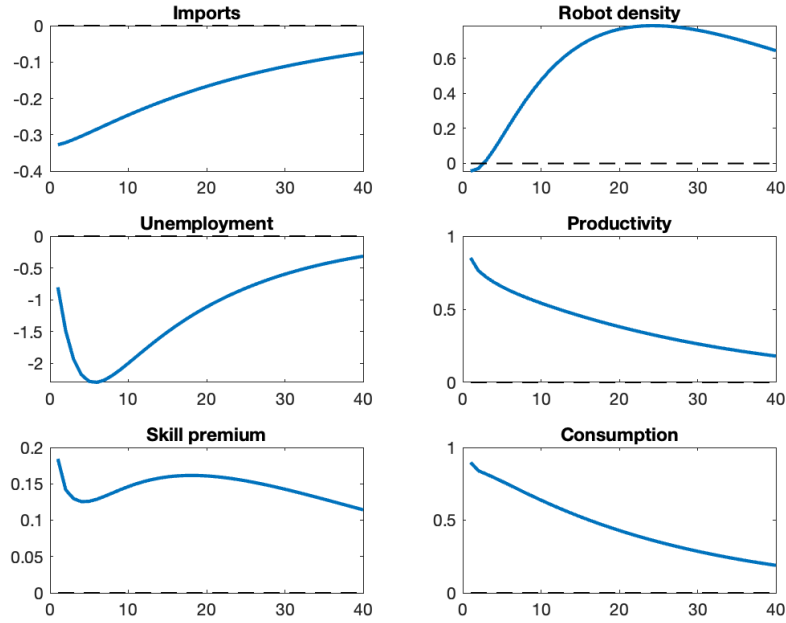 Imports
0
-0.1
-0.2
-0.3
-0.4
0 10 20 30 40
Robot density
0.6
0.4
0.2
0
0 10 20 30 40
Unemployment
0
-0.5
-1
-1.5
-2
0 10 20 30 40
Productivity
1
0.5
0
0 10 20 30 40
Skill premium
0.2
0.15
0.1
0.05
0
0 10 20 30 40
Consumption
1
0.5
0
0 10 20 30 40